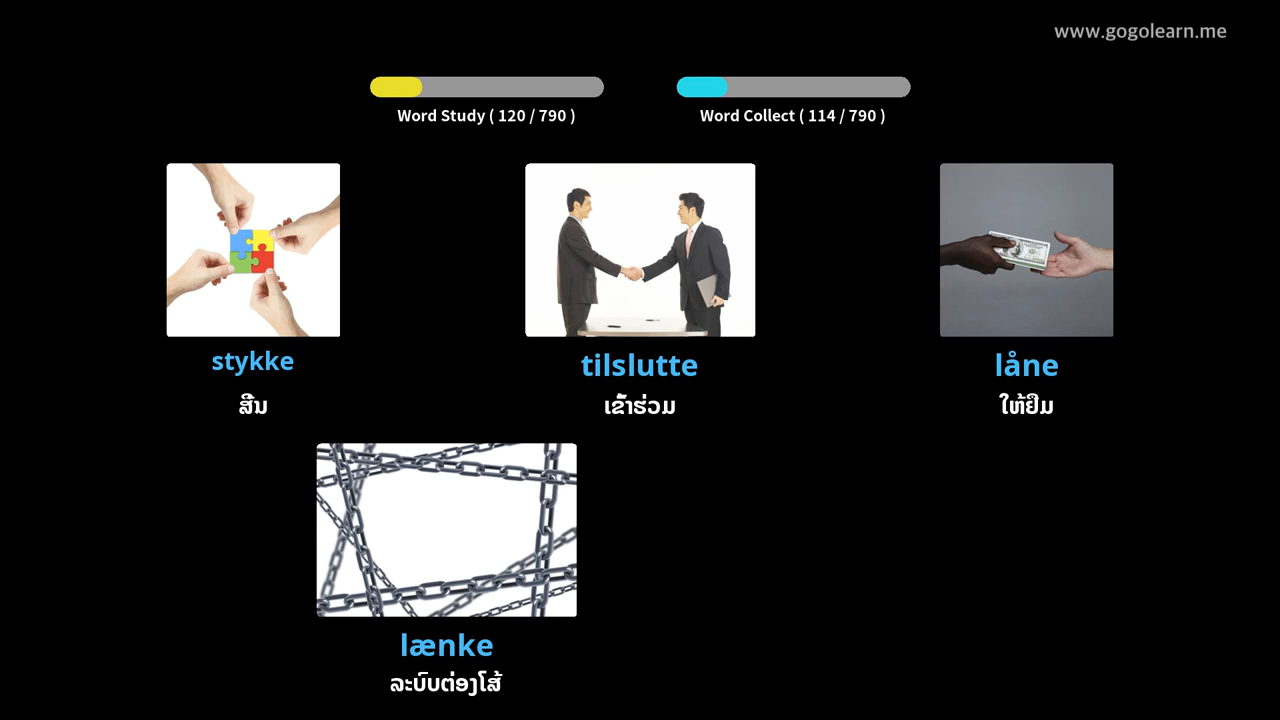 www.gogolearn.me
Word Study ( 120 / 790 )
Word Collect ( 114 / 790 )
stykke
ສີ້ນ
tilslutte
ເຂົ້າຮ່ວມ
låne
ໃຫ້ຢືມ
lænke
ລະບົບຕ່ອງໂສ້